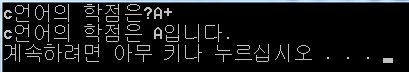 c언어의 학점은?A+
c언어의 학점은 A입니다.
계속하려면 아무 키나 누르십시오 . . .